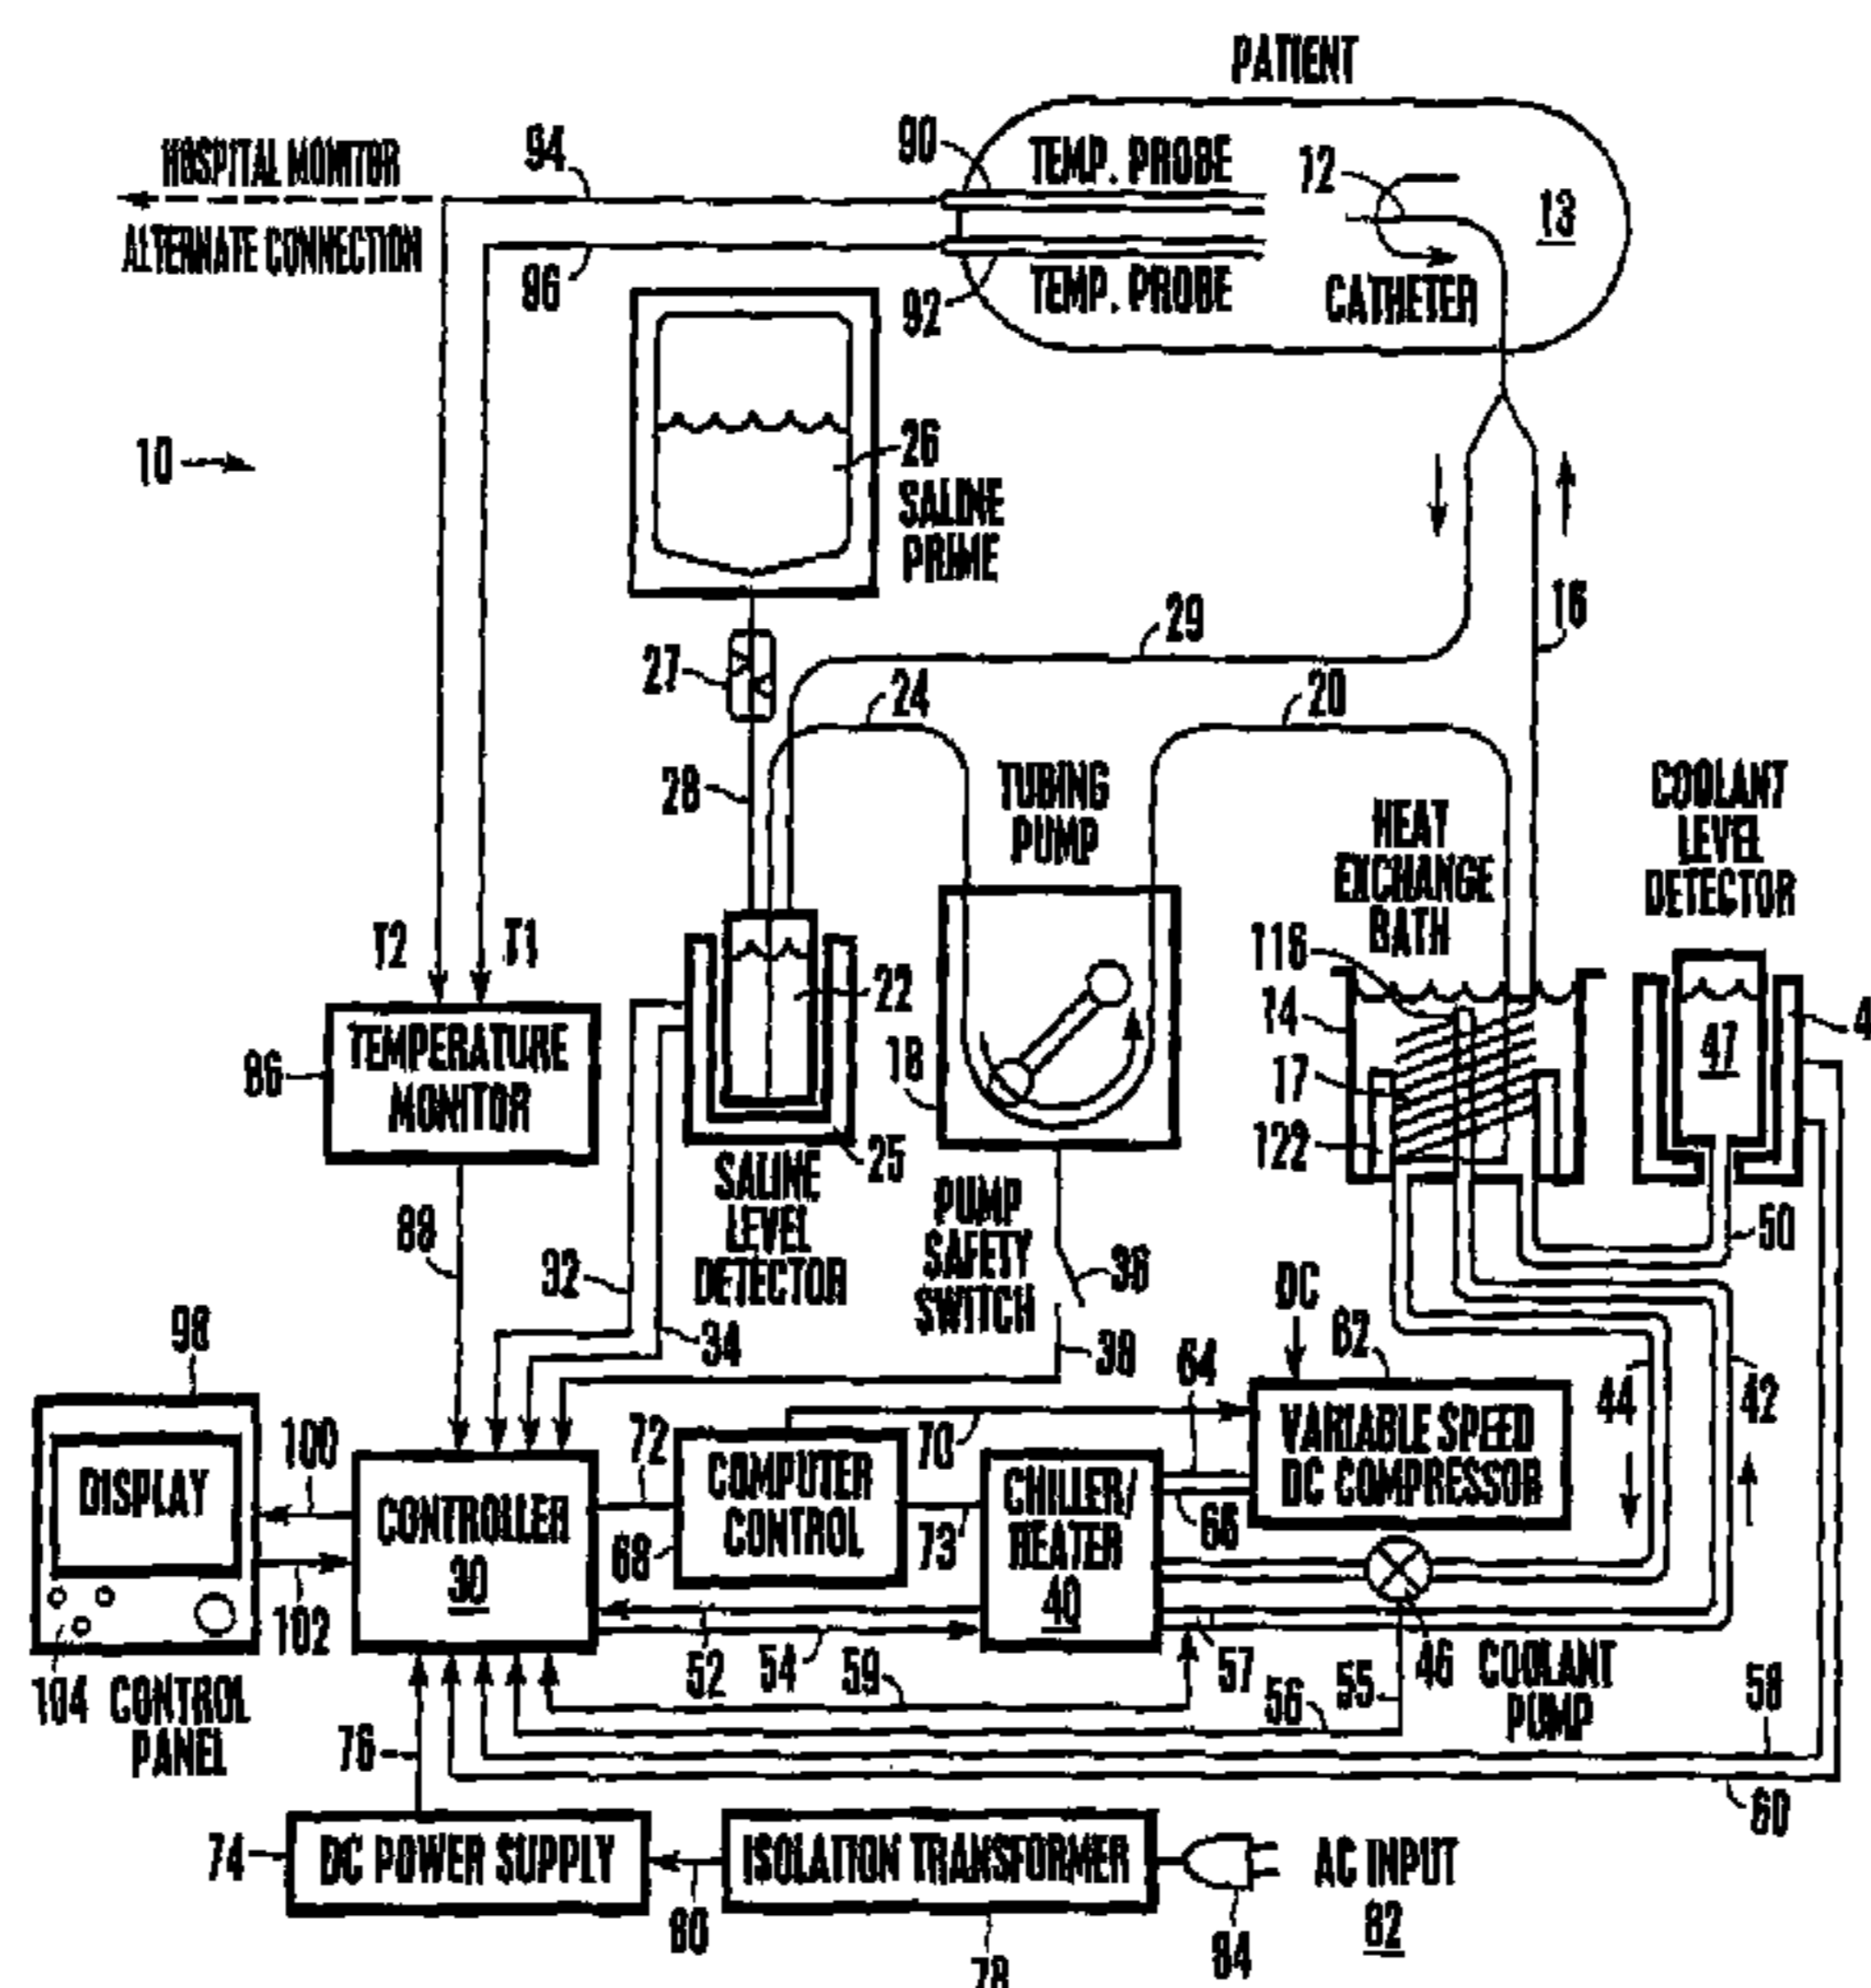 PATIENT
HOSPITAL MONITOR
ALTERNATE CONNECTION
94
96
90
92
TEMP. PROBE
TEMP. PROBE
12
CATHETER
13
10
26
SALINE
PRIME
27
28
29
24
20
16
TUBING
PUMP
HEAT
EXCHANGE
BATH
COOLANT
LEVEL
DETECTOR
T2
T1
TEMPERATURE
MONITOR
86
22
25
18
116
14
17
122
47
50
SALINE
LEVEL
DETECTOR
PUMP
SAFETY
SWITCH
36
38
88
32
34
DC
62
64
66
VARIABLE SPEED
DC COMPRESSOR
44
42
98
DISPLAY
100
102
104 CONTROL
PANEL
CONTROLLER
30
72
COMPUTER
CONTROL
68
70
73
CHILLER/
HEATER
40
52
54
59
57
55
56
46
COOLANT
PUMP
58
60
76
74
DC POWER SUPPLY
80
ISOLATION TRANSFORMER
78
84
AC INPUT
82